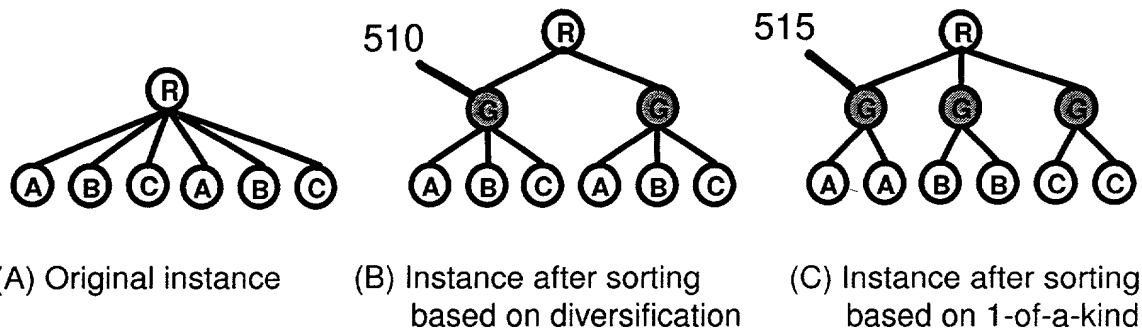 510
515
R
R
R
G
G
G
G
G
A
B
C
A
B
C
A
B
C
A
B
C
A
A
B
B
C
C
(A) Original instance
(B) Instance after sorting
based on diversification
(C) Instance after sorting
based on 1-of-a-kind